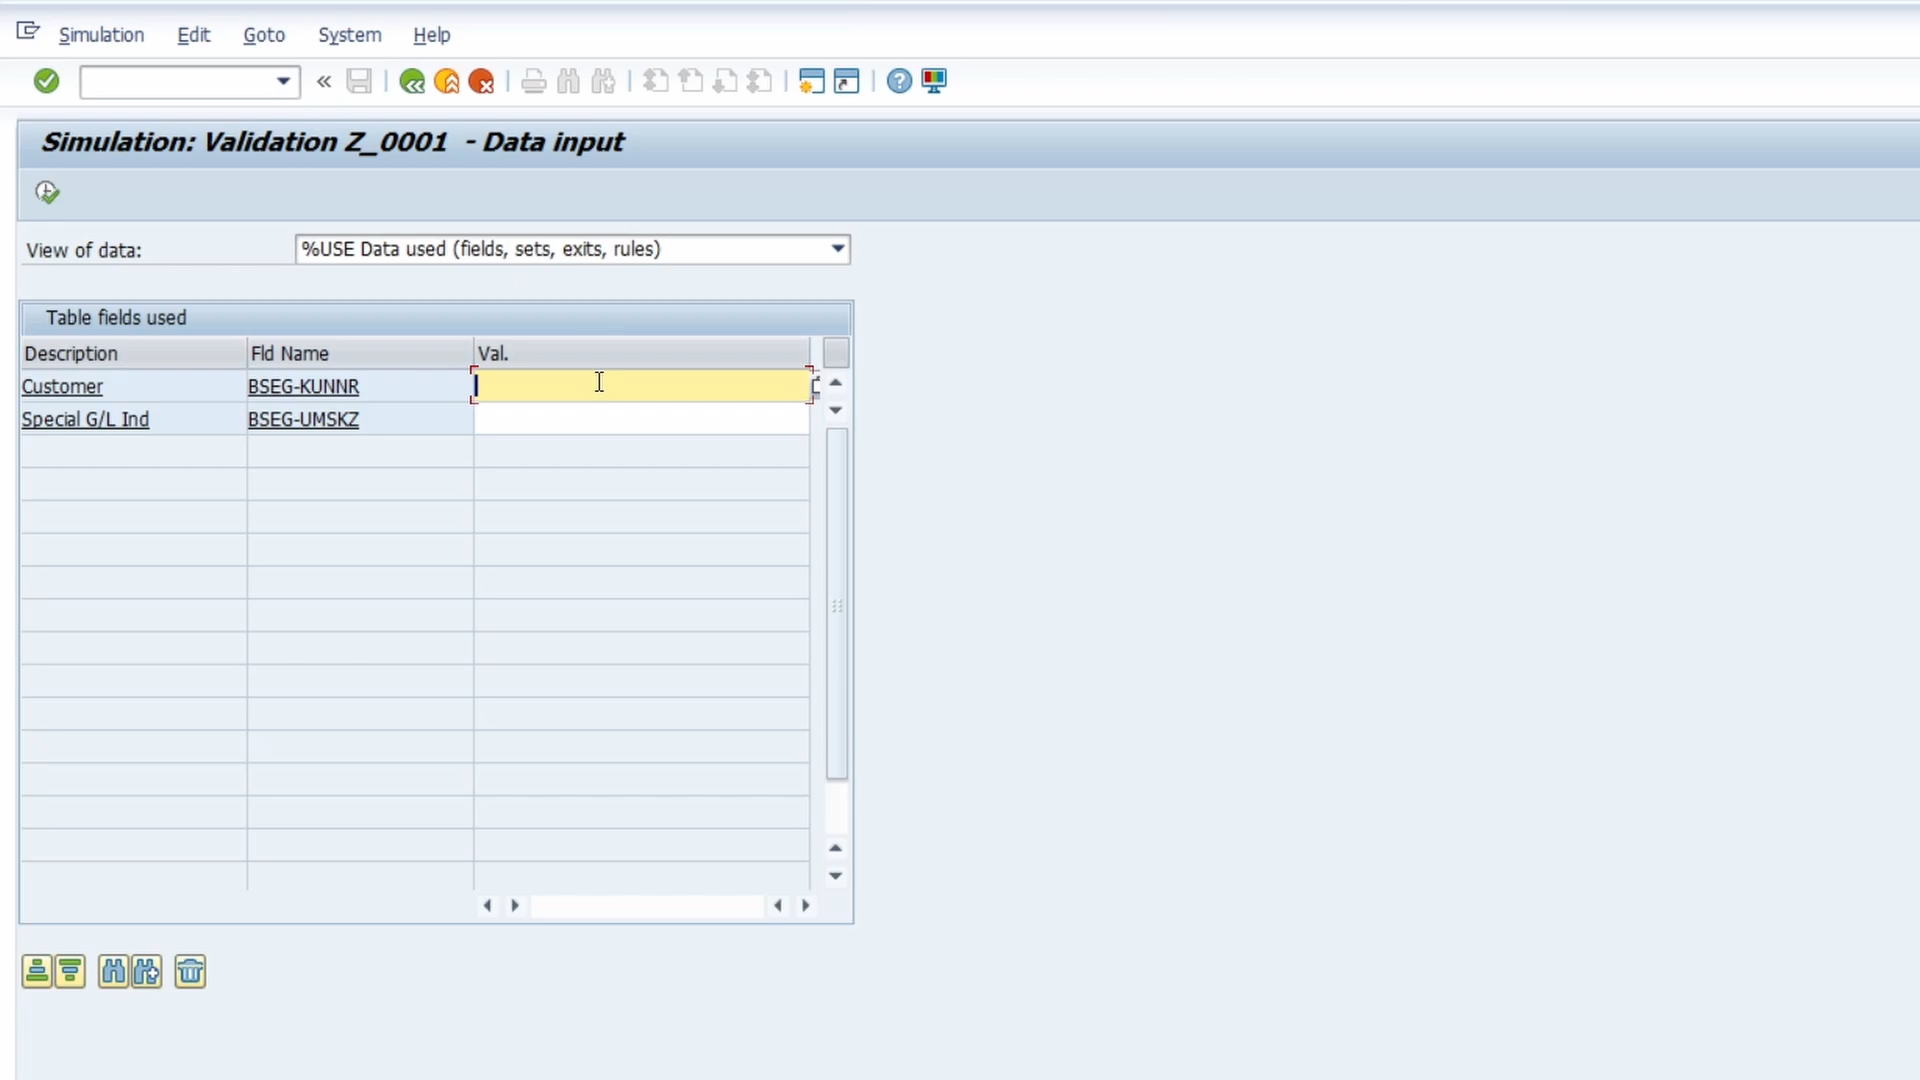 Simulation Edit Goto System Help
Simulation: Validation Z_0001 - Data input
View of data: %USE Data used (fields, sets, exits, rules)
Table fields used
Description Fld Name Val.
Customer BSEG-KUNNR
Special G/L Ind BSEG-UMSKZ